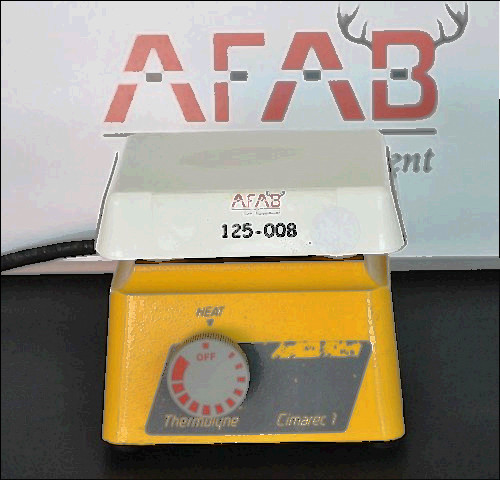 AFAB
ent
AFAB
125-008
HEAT
OFF
Thermolyne
Cimarec 1